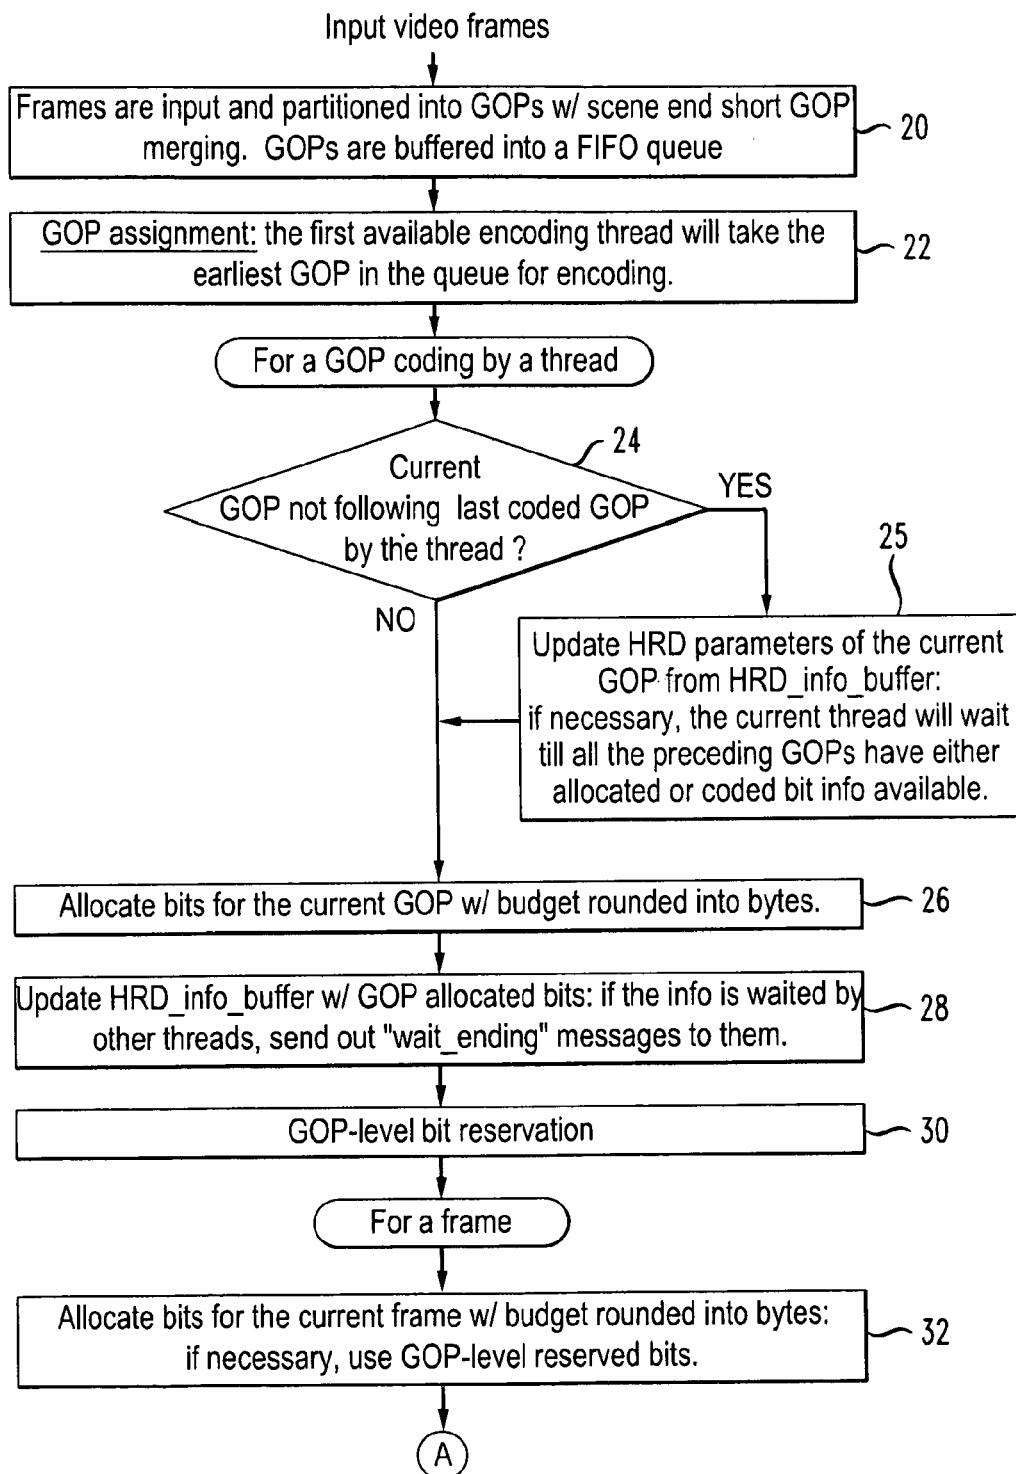 Input video frames
Frames are input and partitioned into GOPs w/ scene end short GOP
merging. GOPs are buffered into a FIFO queue
20
GOP assignment: the first available encoding thread will take the
earliest GOP in the queue for encoding.
22
For a GOP coding by a thread
24
Current
GOP not following last coded GOP
by the thread ?
YES
NO
25
Update HRD parameters of the current
GOP from HRD_info_buffer:
if necessary, the current thread will wait
till all the preceding GOPs have either
allocated or coded bit info available.
Allocate bits for the current GOP w/ budget rounded into bytes.
26
Update HRD_info_buffer w/ GOP allocated bits: if the info is waited by
other threads, send out "wait_ending" messages to them.
28
GOP-level bit reservation
30
For a frame
Allocate bits for the current frame w/ budget rounded into bytes:
if necessary, use GOP-level reserved bits.
32
A